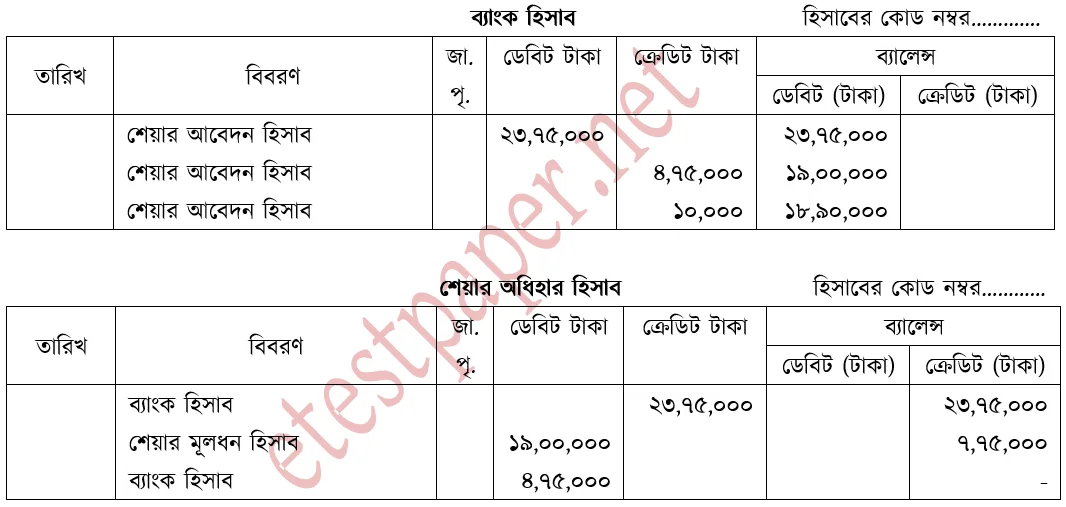 ব্যাংক হিসাব হিসাবের কোড নম্বর.............
তারিখ বিবরণ জা. পৃ. ডেবিট টাকা ক্রেডিট টাকা ব্যালেন্স
ডেবিট (টাকা) ক্রেডিট (টাকা)
শেয়ার আবেদন হিসাব ২৩,৭৫,০০০ ২৩,৭৫,০০০
শেয়ার আবেদন হিসাব ৪,৭৫,০০০ ১৯,০০,০০০
শেয়ার আবেদন হিসাব ১০,০০০ ১৮,৯০,০০০
শেয়ার অধিহার হিসাব হিসাবের কোড নম্বর............
তারিখ বিবরণ জা. পৃ. ডেবিট টাকা ক্রেডিট টাকা ব্যালেন্স
ডেবিট (টাকা) ক্রেডিট (টাকা)
ব্যাংক হিসাব ২৩,৭৫,০০০ ২৩,৭৫,০০০
শেয়ার মূলধন হিসাব ১৯,০০,০০০ ৭,৭৫,০০০
ব্যাংক হিসাব ৪,৭৫,০০০ -
etestpaper.net